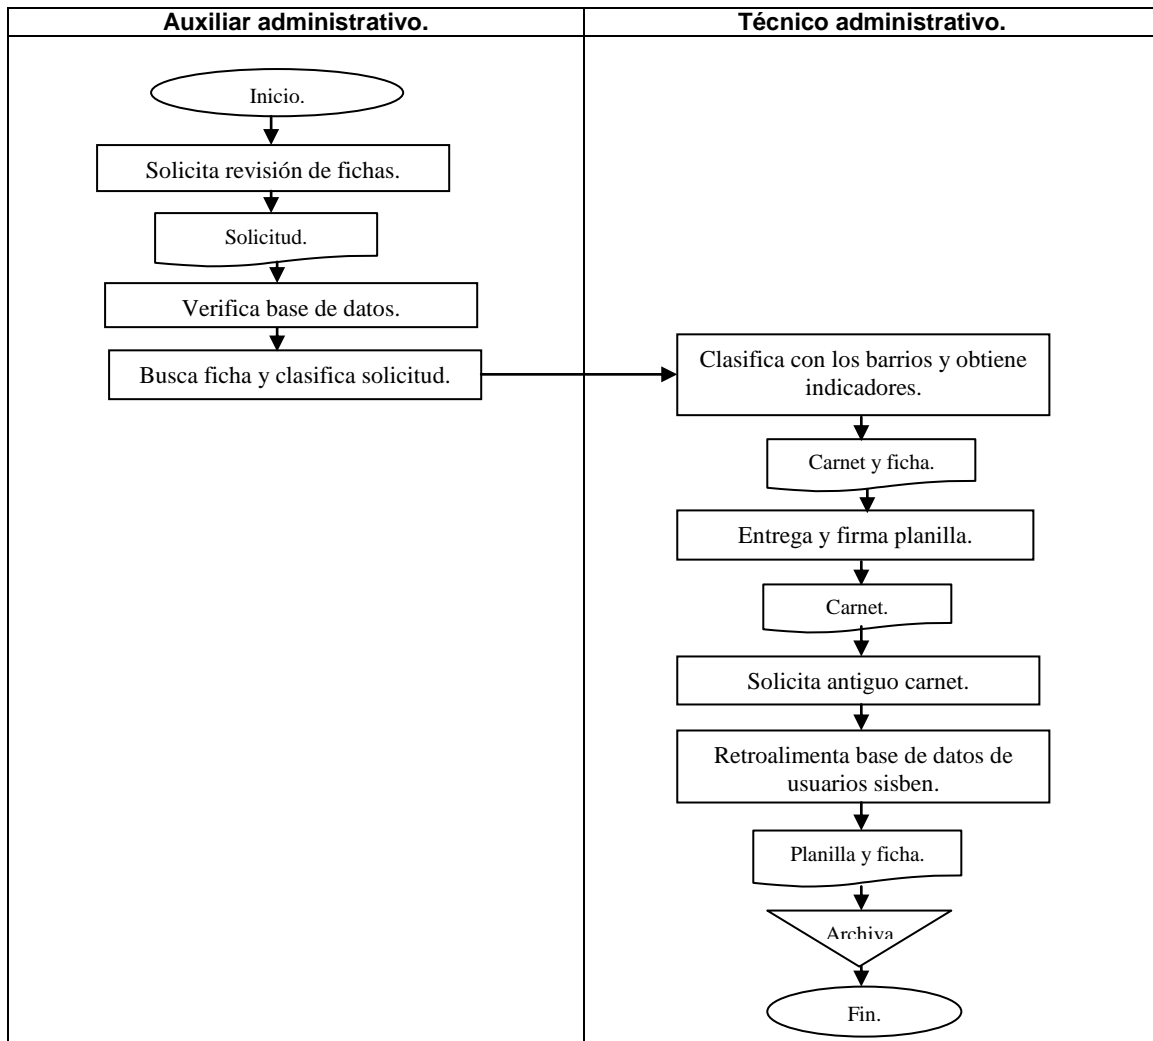 Auxiliar administrativo.
Técnico administrativo.
Inicio.
Solicita revisión de fichas.
Solicitud.
Verifica base de datos.
Busca ficha y clasifica solicitud.
Clasifica con los barrios y obtiene
indicadores.
Carnet y ficha.
Entrega y firma planilla.
Carnet.
Solicita antiguo carnet.
Retroalimenta base de datos de
usuarios sisben.
Planilla y ficha.
Archiva
Fin.